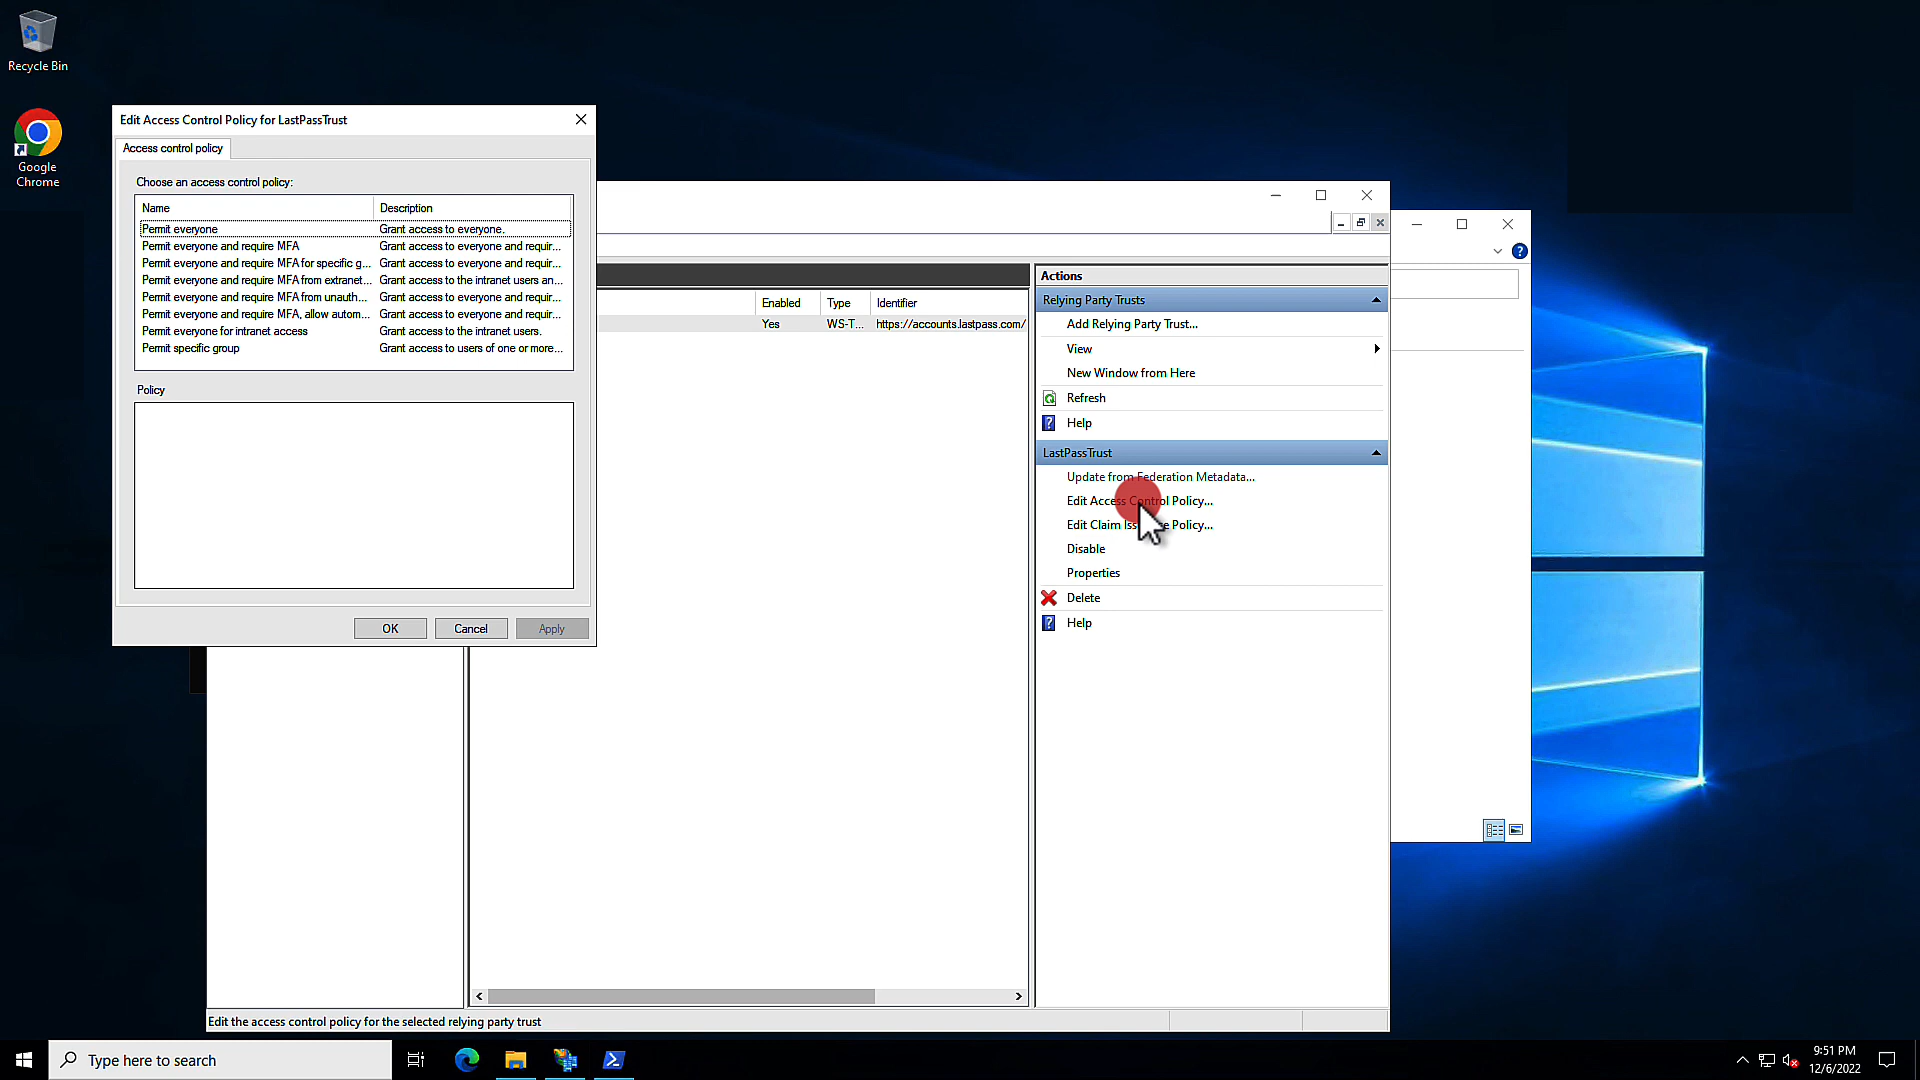 Recycle Bin
Google
Chrome
Edit Access Control Policy for LastPassTrust
Access control policy
Choose an access control policy:
Name Description
Permit everyone Grant access to everyone.
Permit everyone and require MFA Grant access to everyone and requir...
Permit everyone and require MFA for specific g... Grant access to everyone and requir...
Permit everyone and require MFA from extranet... Grant access to the intranet users an...
Permit everyone and require MFA from unauth... Grant access to everyone and requir...
Permit everyone and require MFA, allow autom... Grant access to everyone and requir...
Permit everyone for intranet access Grant access to the intranet users.
Permit specific group Grant access to users of one or more...
Policy
OK Cancel Apply
Enabled Type Identifier
Yes WS-T... https://accounts.lastpass.com/
Actions
Relying Party Trusts
Add Relying Party Trust...
View
New Window from Here
Refresh
Help
LastPassTrust
Update from Federation Metadata...
Edit Access Control Policy...
Edit Claim Policy...
Disable
Properties
Delete
Help
Edit the access control policy for the selected relying party trust
Type here to search
9:51 PM
12/6/2022